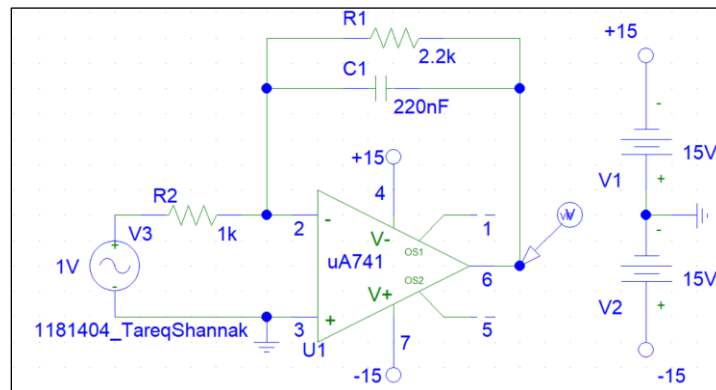 R1
2.2k
C1
220nF
+15
+15
4
R2
1k
2
-
V-
OS1
1
V3
1V
+
-
uA741
6
OS2
V+
3
+
U1
7
5
-15
1181404_TareqShannak
-
15V
V1
+
-
15V
V2
+
-15